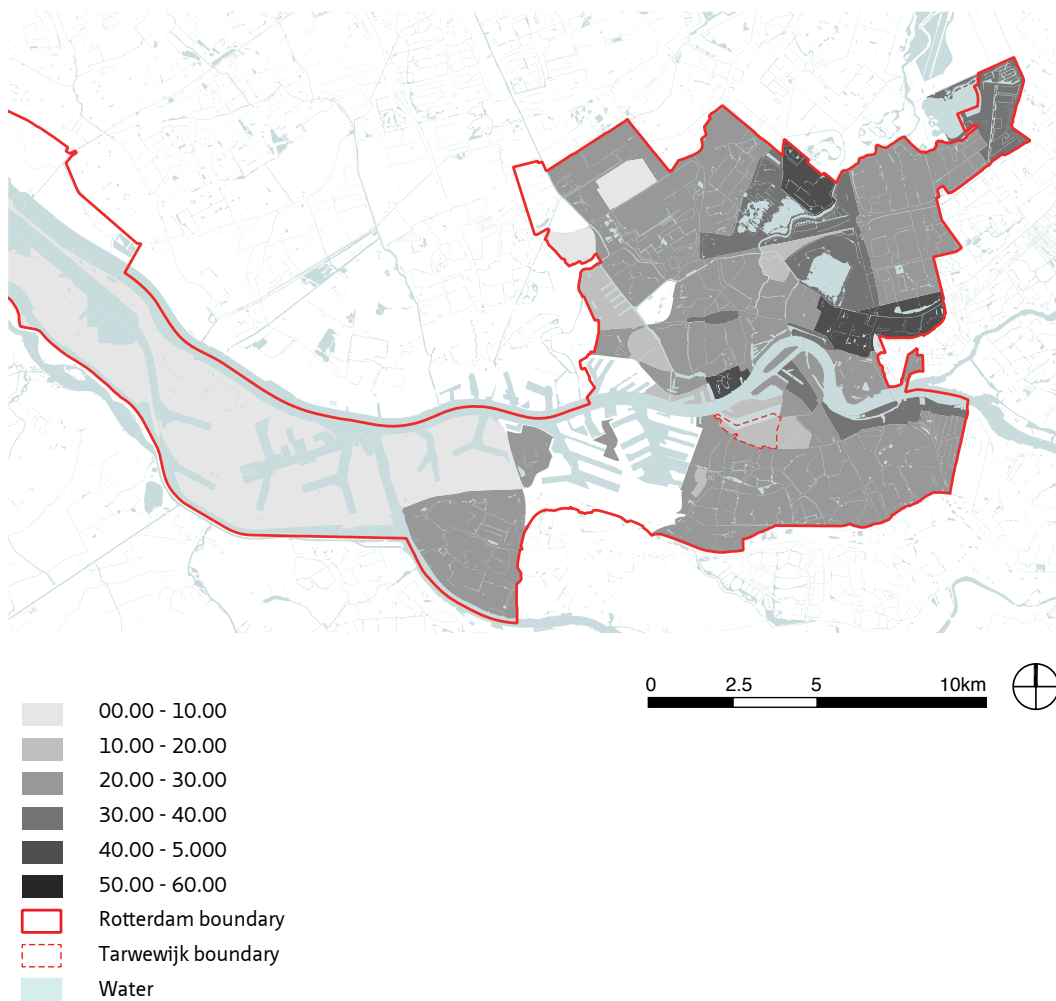 0 2.5 5 10km
00.00 - 10.00
10.00 - 20.00
20.00 - 30.00
30.00 - 40.00
40.00 - 5.000
50.00 - 60.00
Rotterdam boundary
Tarwewijk boundary
Water